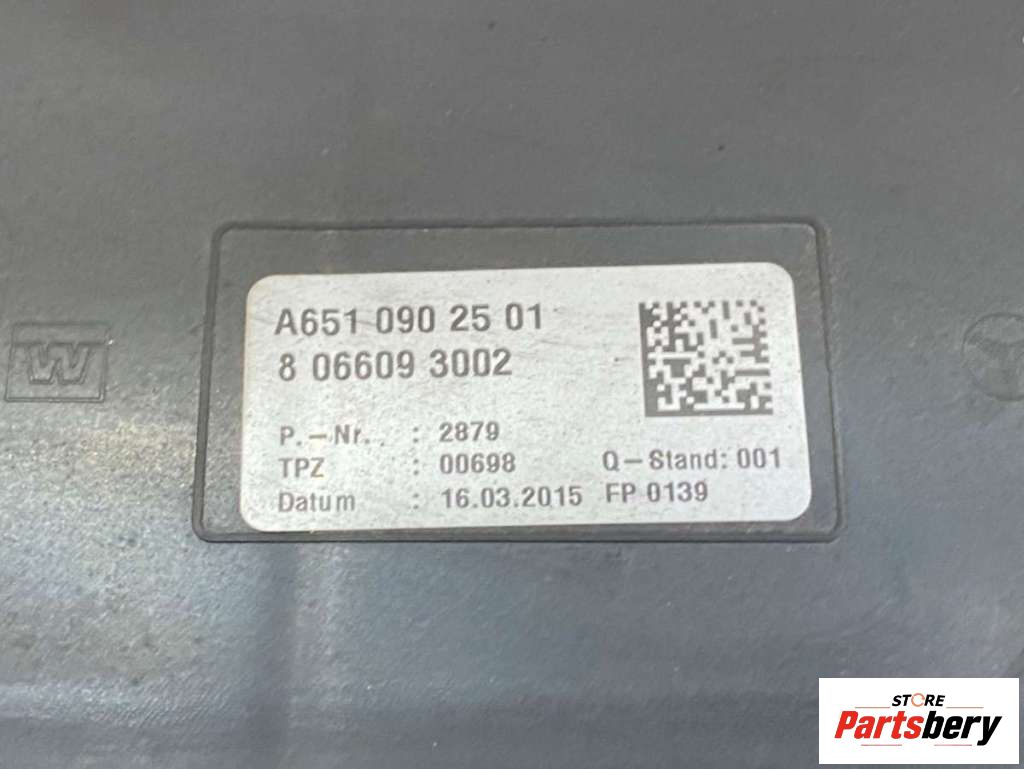 A651 090 25 01
8 066093 3002
P.-Nr. : 2879
TPZ : 00698 Q-Stand: 001
Datum : 16.03.2015 FP 0139
STORE
Partsbery